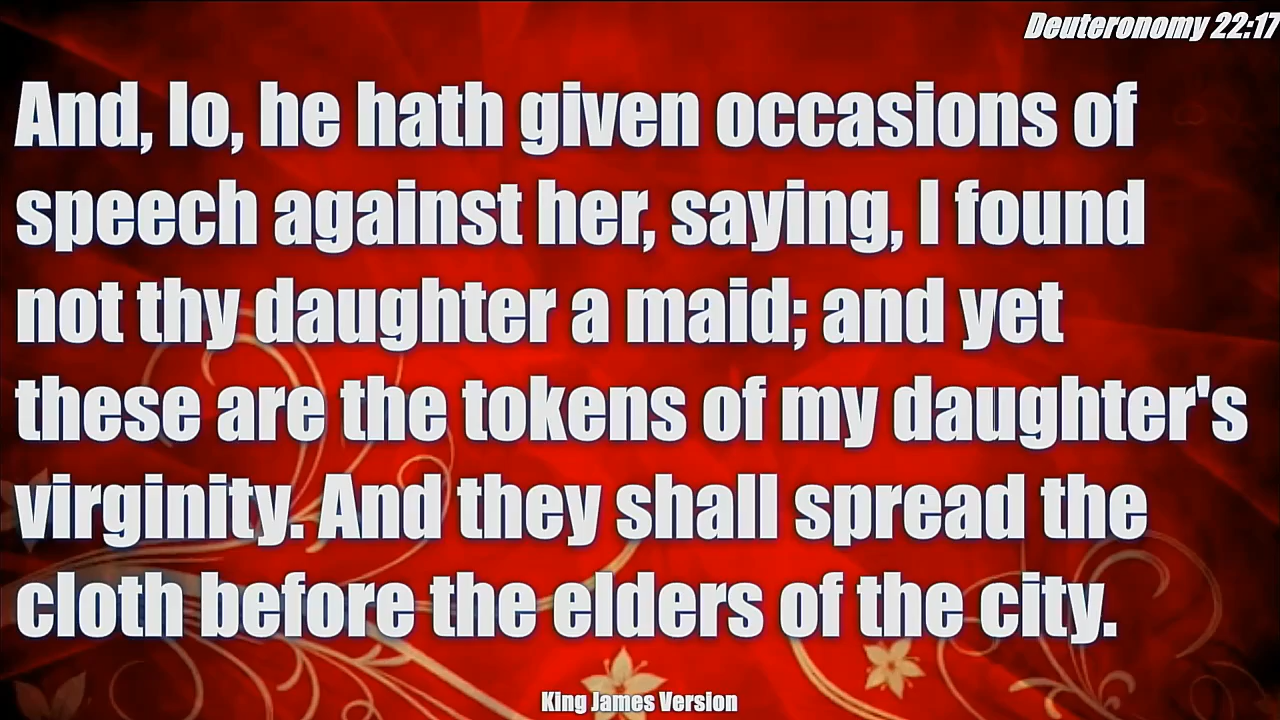 Deuteronomy 22:17
And, lo, he hath given occasions of
speech against her, saying, I found
not thy daughter a maid; and yet
these are the tokens of my daughter's
virginity. And they shall spread the
cloth before the elders of the city.
King James Version